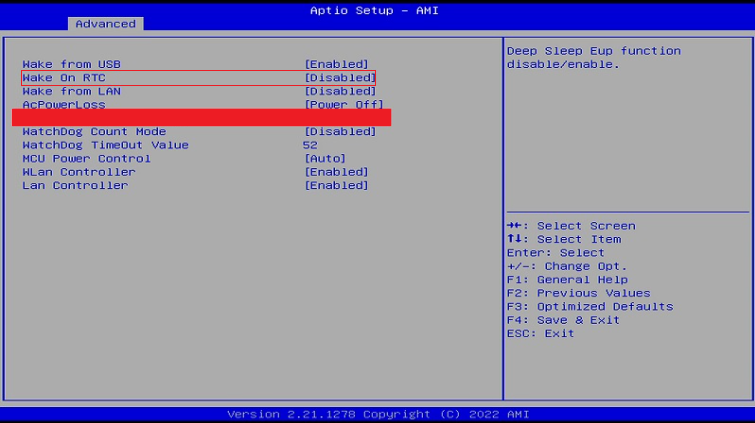 Aptio Setup - AMI
Advanced
Wake from USB [Enabled]
Wake On RTC [Disabled]
Wake from LAN [Disabled]
AcPowerLoss [Power Off]
WatchDog Count Mode [Disabled]
WatchDog TimeOut Value 52
MCU Power Control [Auto]
WLan Controller [Enabled]
Lan Controller [Enabled]
Deep Sleep Eup function
disable/enable.
→←: Select Screen
↑↓: Select Item
Enter: Select
+/-: Change Opt.
F1: General Help
F2: Previous Values
F3: Optimized Defaults
F4: Save & Exit
ESC: Exit
Version 2.21.1278 Copyright (C) 2022 AMI